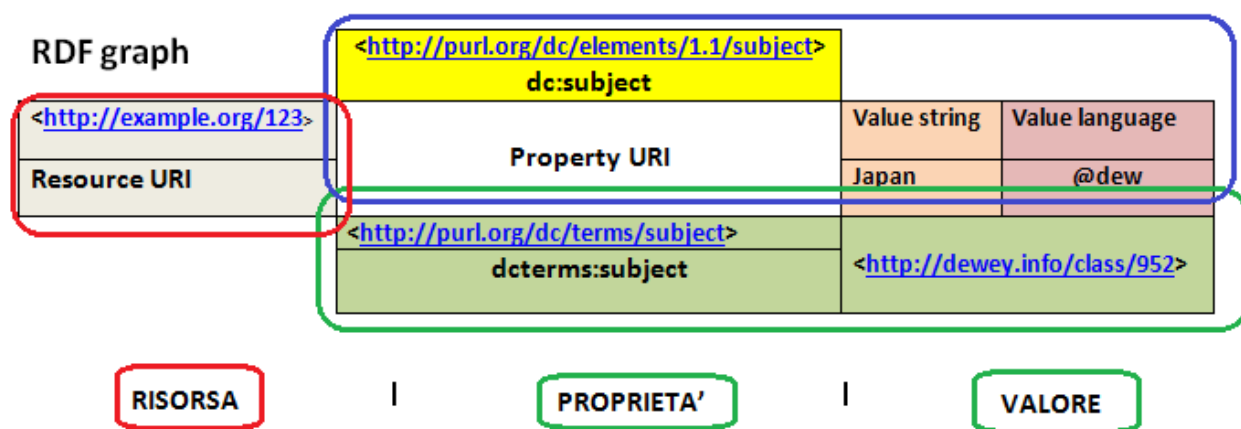 RDF graph
<http://purl.org/dc/elements/1.1/subject>
dc:subject
<http://example.org/123>
Resource URI
Property URI
Value string
Value language
Japan
@dew
<http://purl.org/dc/terms/subject>
dcterms:subject
<http://dewey.info/class/952>
RISORSA | PROPRIETA' | VALORE